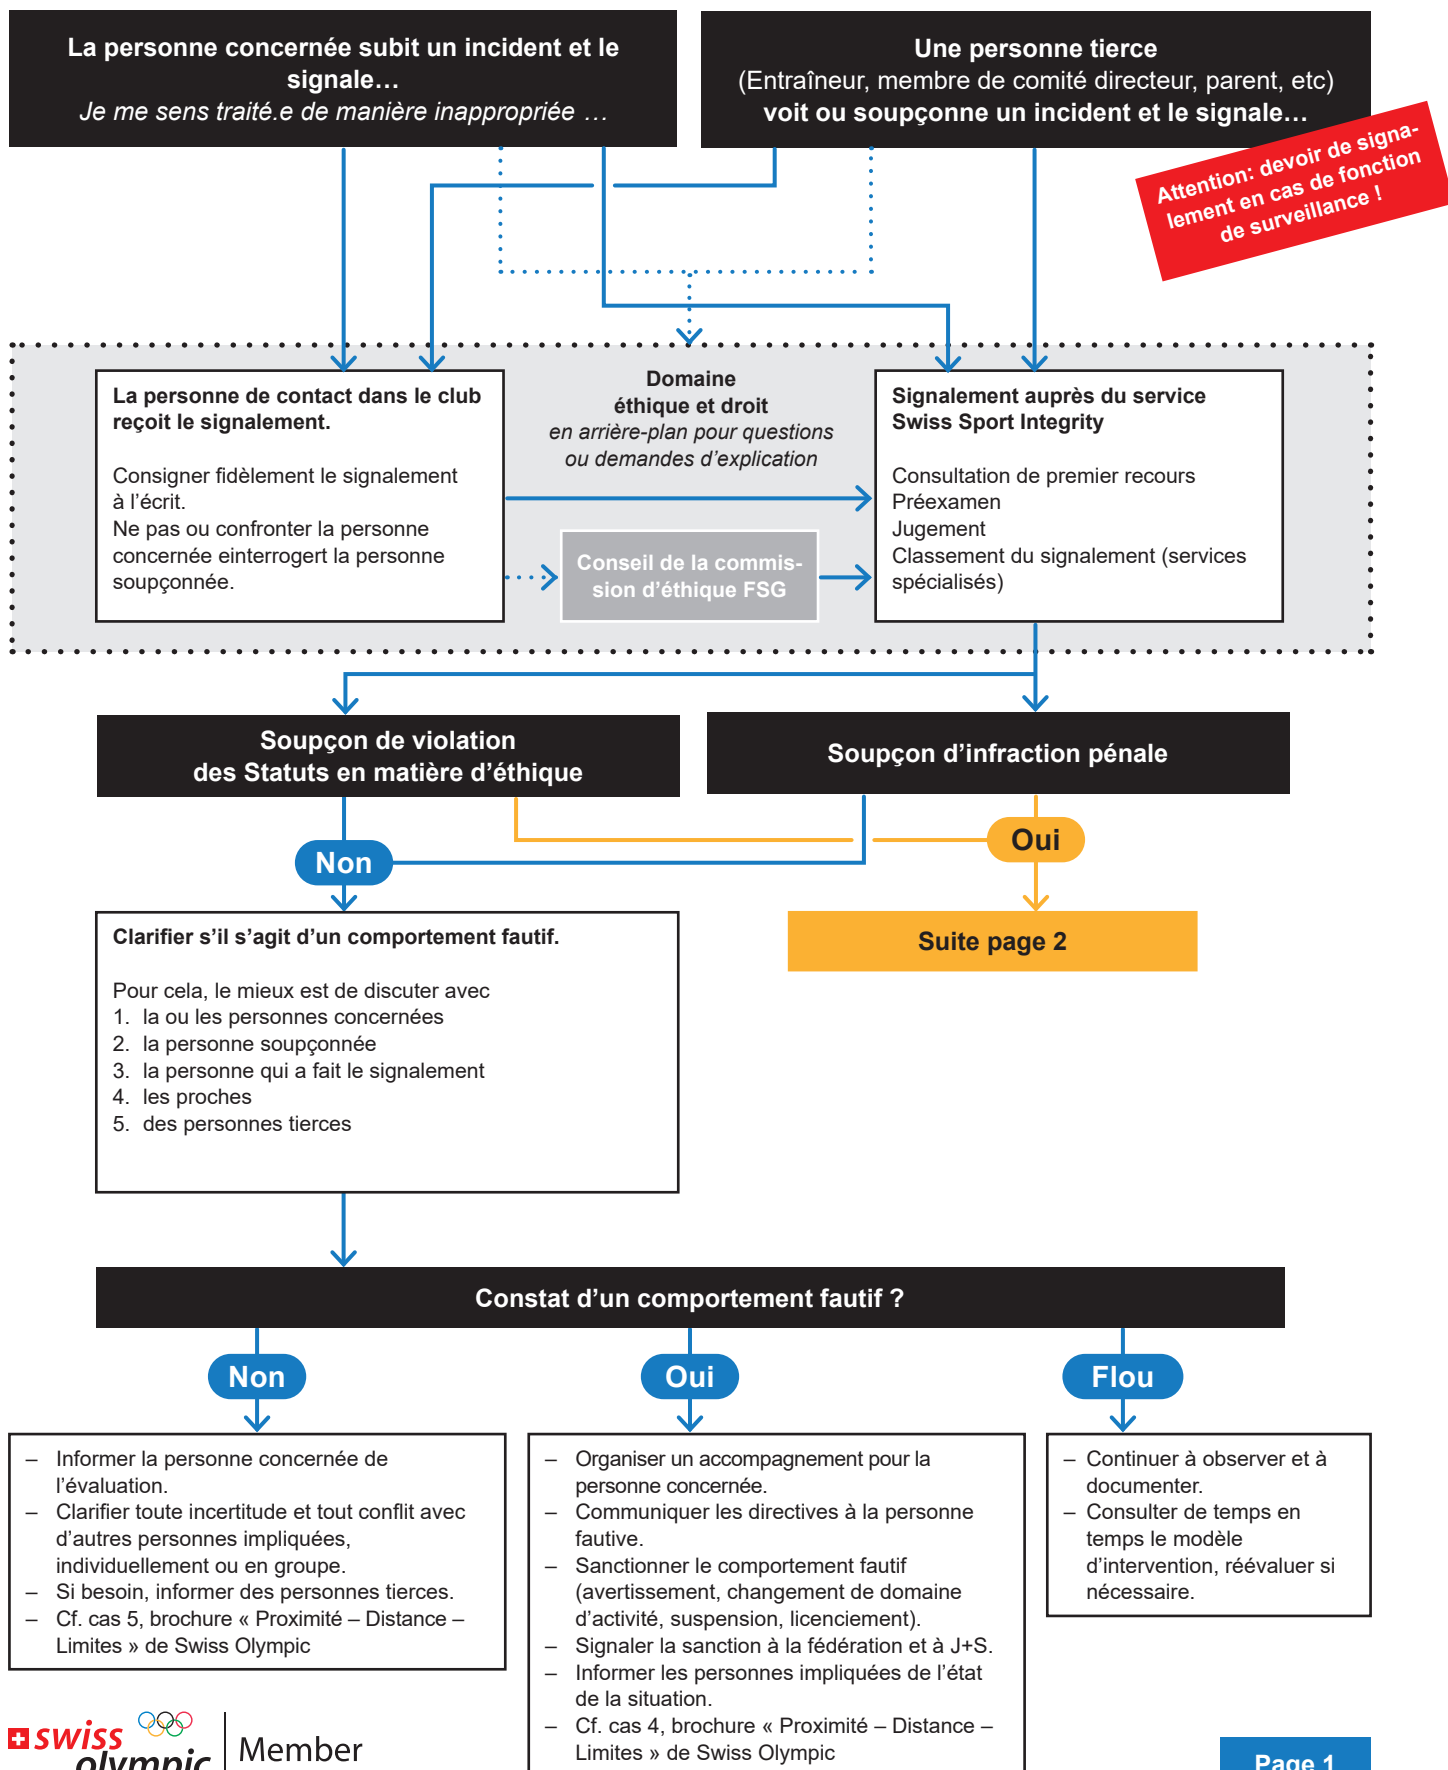 La personne concernée subit un incident et le
signale…
Je me sens traité.e de manière inappropriée …
Une personne tierce
(Entraîneur, membre de comité directeur, parent, etc)
voit ou soupçonne un incident et le signale…
Attention: devoir de signa-
lement en cas de fonction
de surveillance !
La personne de contact dans le club
reçoit le signalement.
Consigner fidèlement le signalement
à l’écrit.
Ne pas ou confronter la personne
concernée einterrogert la personne
soupçonnée.
Domaine
éthique et droit
en arrière-plan pour questions
ou demandes d’explication
Conseil de la commis-
sion d’éthique FSG
Signalement auprès du service
Swiss Sport Integrity
Consultation de premier recours
Préexamen
Jugement
Classement du signalement (services
spécialisés)
Soupçon de violation
des Statuts en matière d’éthique
Soupçon d’infraction pénale
Non
Oui
Clarifier s’il s’agit d’un comportement fautif.
Pour cela, le mieux est de discuter avec
1. la ou les personnes concernées
2. la personne soupçonnée
3. la personne qui a fait le signalement
4. les proches
5. des personnes tierces
Suite page 2
Constat d’un comportement fautif ?
Non
Oui
Flou
– Informer la personne concernée de
l’évaluation.
– Clarifier toute incertitude et tout conflit avec
d’autres personnes impliquées,
individuellement ou en groupe.
– Si besoin, informer des personnes tierces.
– Cf. cas 5, brochure « Proximité – Distance –
Limites » de Swiss Olympic
– Organiser un accompagnement pour la
personne concernée.
– Communiquer les directives à la personne
fautive.
– Sanctionner le comportement fautif
(avertissement, changement de domaine
d’activité, suspension, licenciement).
– Signaler la sanction à la fédération et à J+S.
– Informer les personnes impliquées de l’état
de la situation.
– Cf. cas 4, brochure « Proximité – Distance –
Limites » de Swiss Olympic
– Continuer à observer et à
documenter.
– Consulter de temps en
temps le modèle
d’intervention, réévaluer si
nécessaire.
swiss
olympic
Member
Page 1